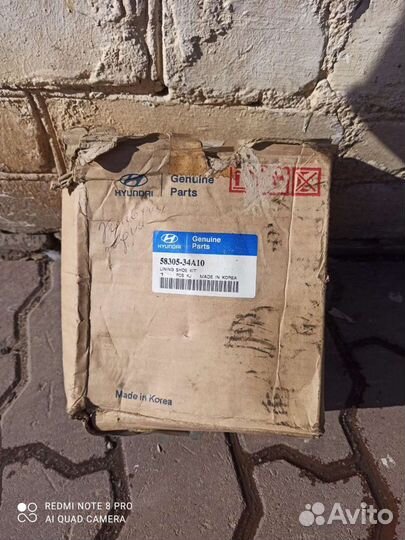 HYUNDAI
Genuine
Parts
HYUNDAI
Genuine
Parts
58305-34A10
LINING SHOE KIT
MADE IN KOREA
Made in Korea
REDMI NOTE 8 PRO
AI QUAD CAMERA
Avito